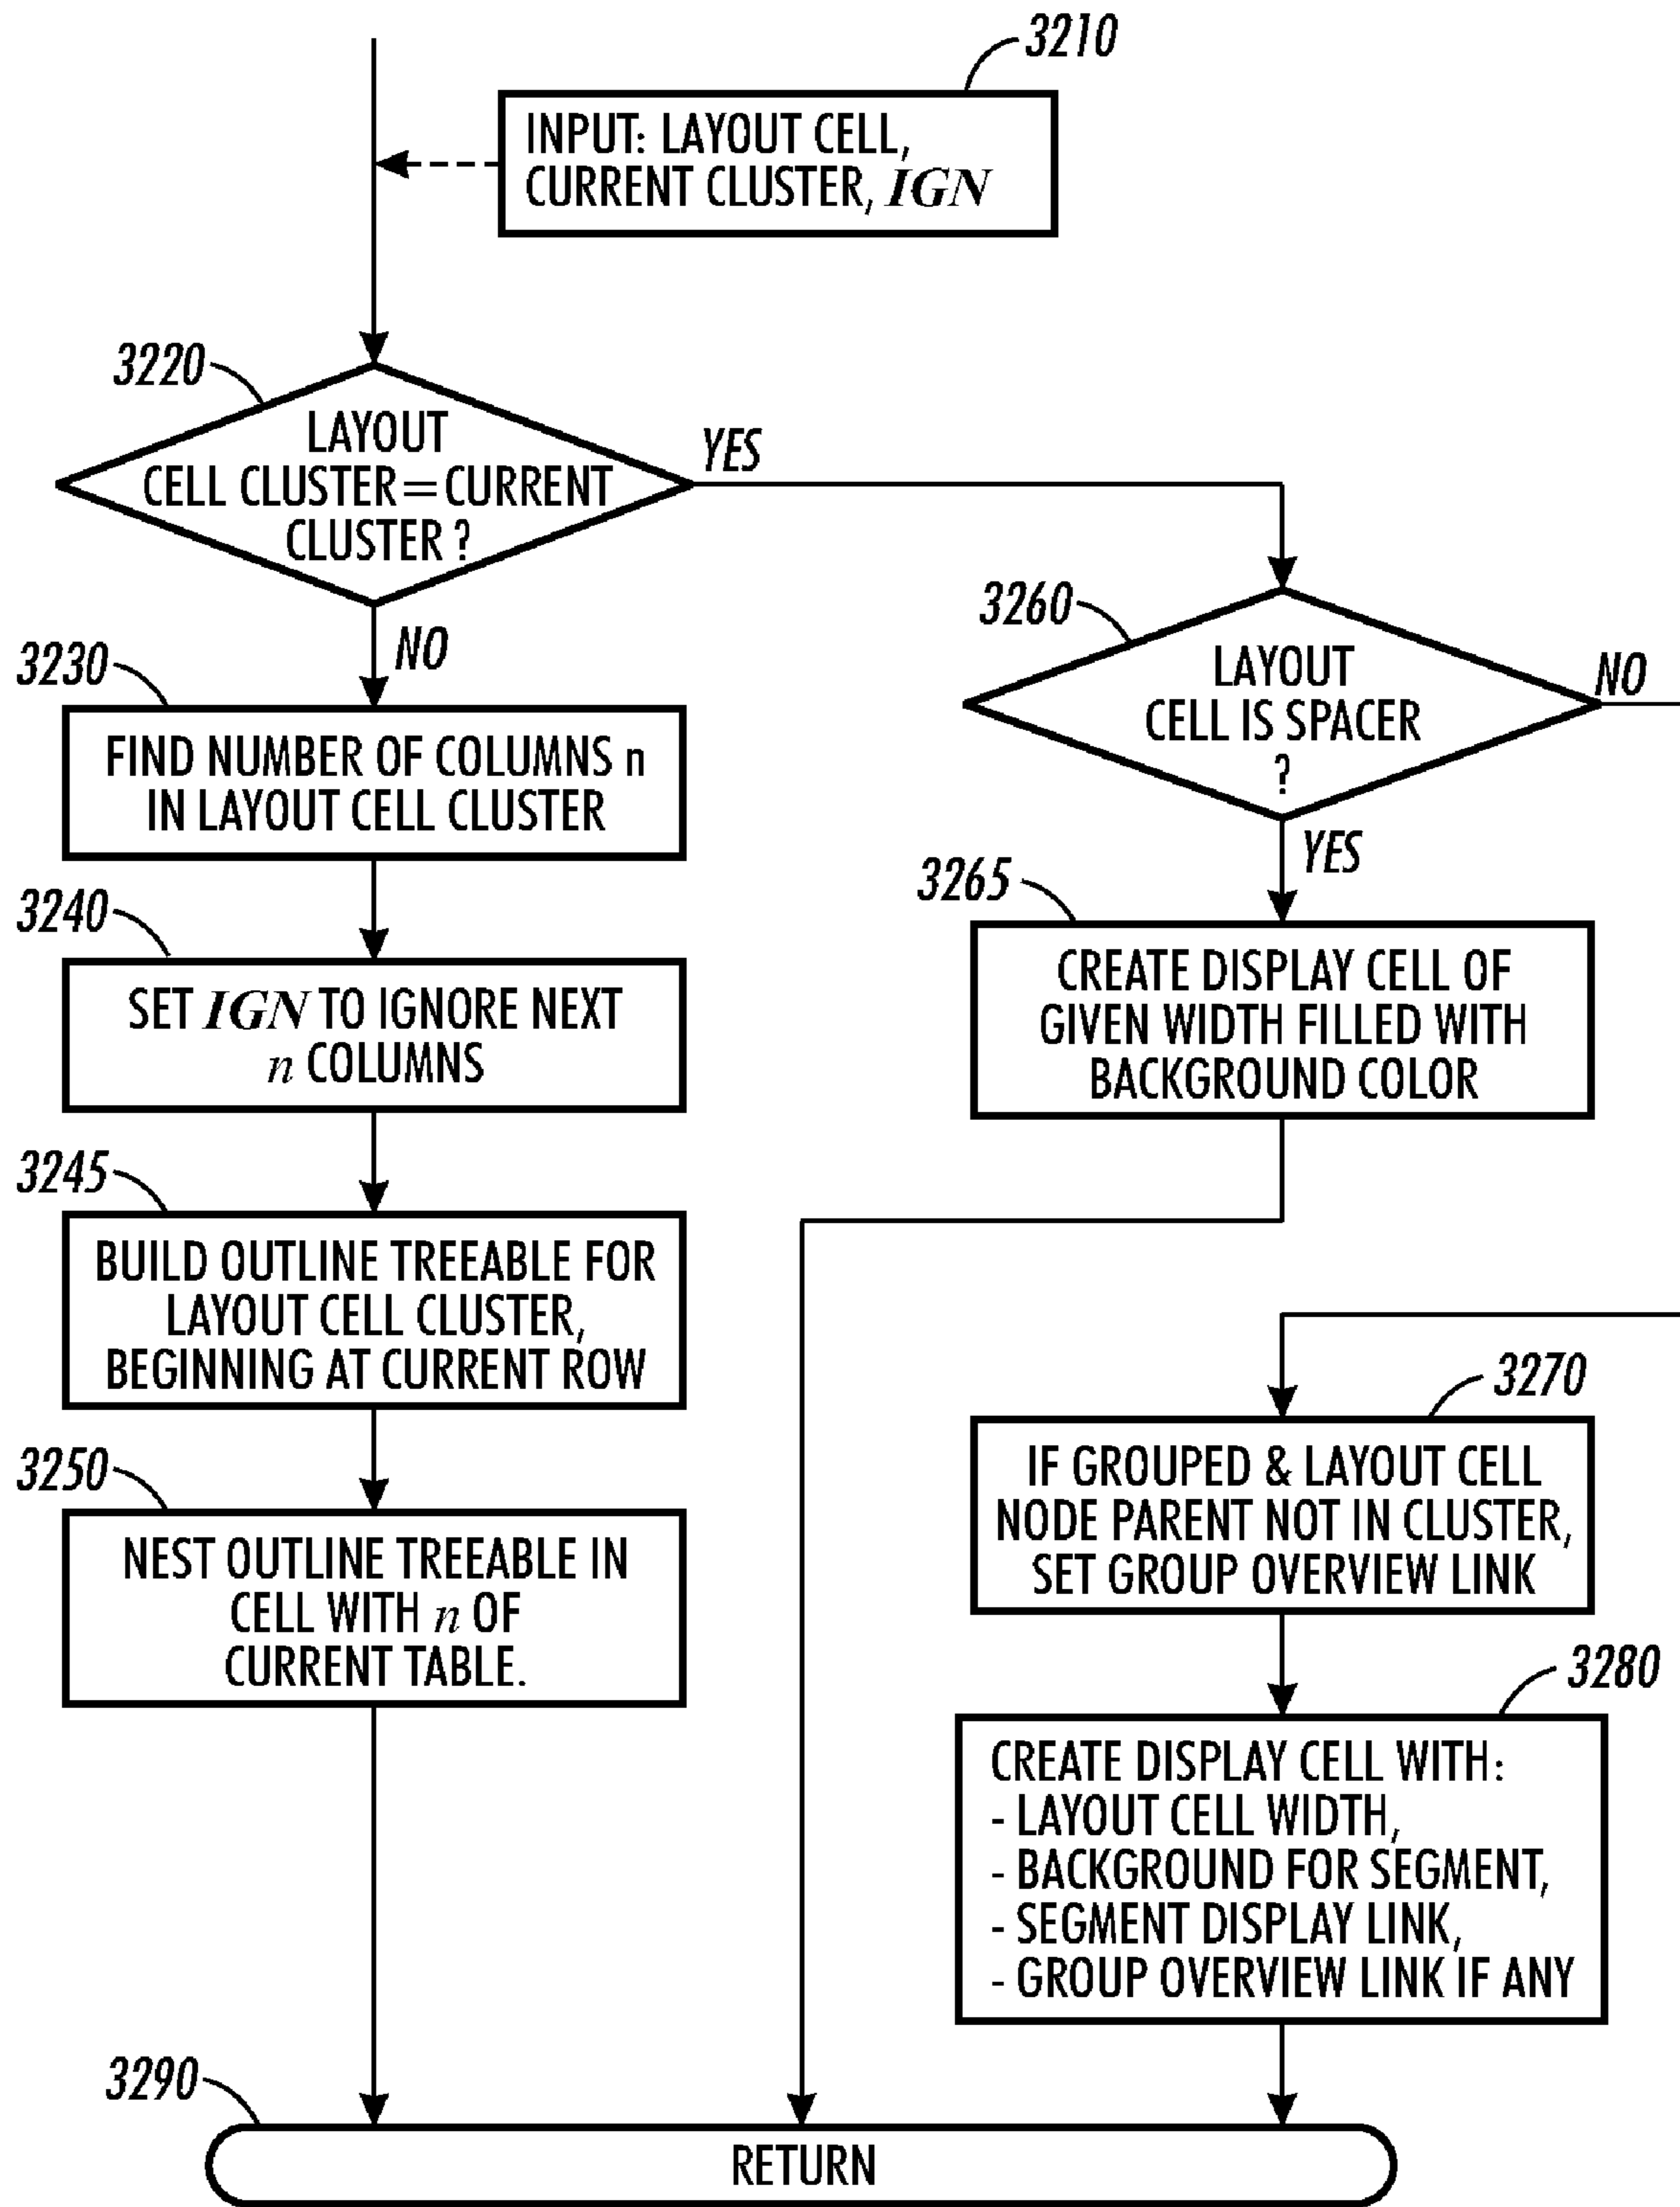 3210
INPUT: LAYOUT CELL,
CURRENT CLUSTER, IGN
3220
LAYOUT
CELL CLUSTER=CURRENT
CLUSTER ?
YES
NO
3230
FIND NUMBER OF COLUMNS n
IN LAYOUT CELL CLUSTER
3240
SET IGN TO IGNORE NEXT
n COLUMNS
3245
BUILD OUTLINE TREEABLE FOR
LAYOUT CELL CLUSTER,
BEGINNING AT CURRENT ROW
3250
NEST OUTLINE TREEABLE IN
CELL WITH n OF
CURRENT TABLE.
3260
LAYOUT
CELL IS SPACER
?
NO
YES
3265
CREATE DISPLAY CELL OF
GIVEN WIDTH FILLED WITH
BACKGROUND COLOR
3270
IF GROUPED & LAYOUT CELL
NODE PARENT NOT IN CLUSTER,
SET GROUP OVERVIEW LINK
3280
CREATE DISPLAY CELL WITH:
- LAYOUT CELL WIDTH,
- BACKGROUND FOR SEGMENT,
- SEGMENT DISPLAY LINK,
- GROUP OVERVIEW LINK IF ANY
3290
RETURN